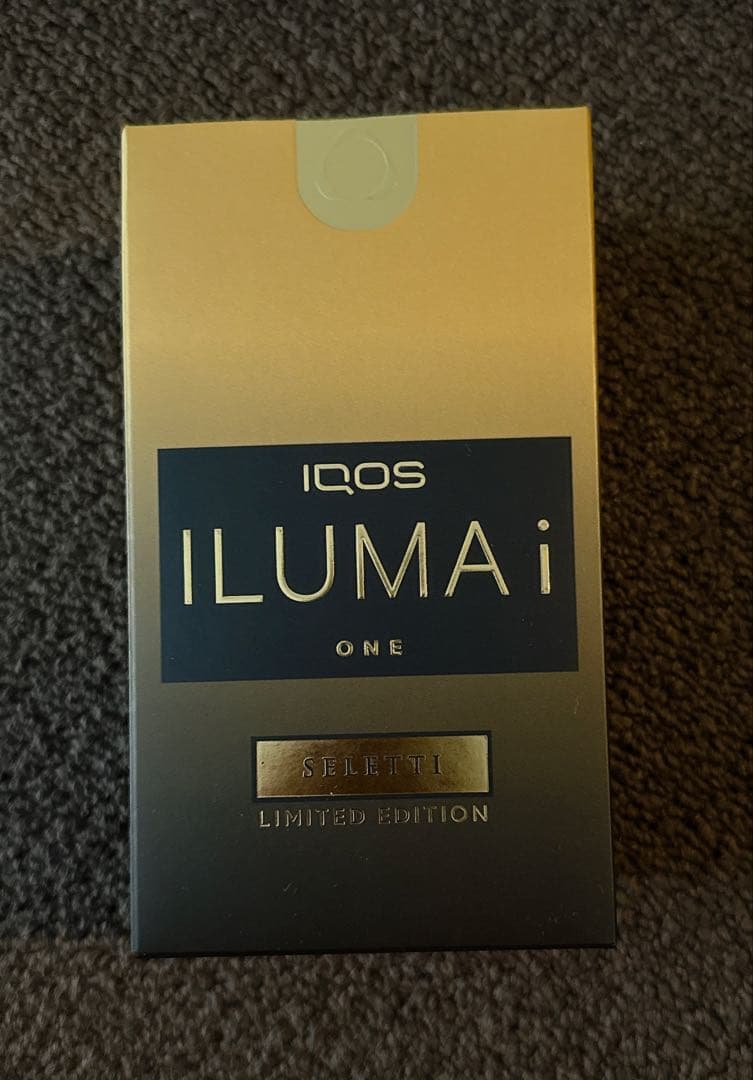 IQOS
ILUMA i
ONE
SELETTI
LIMITED EDITION